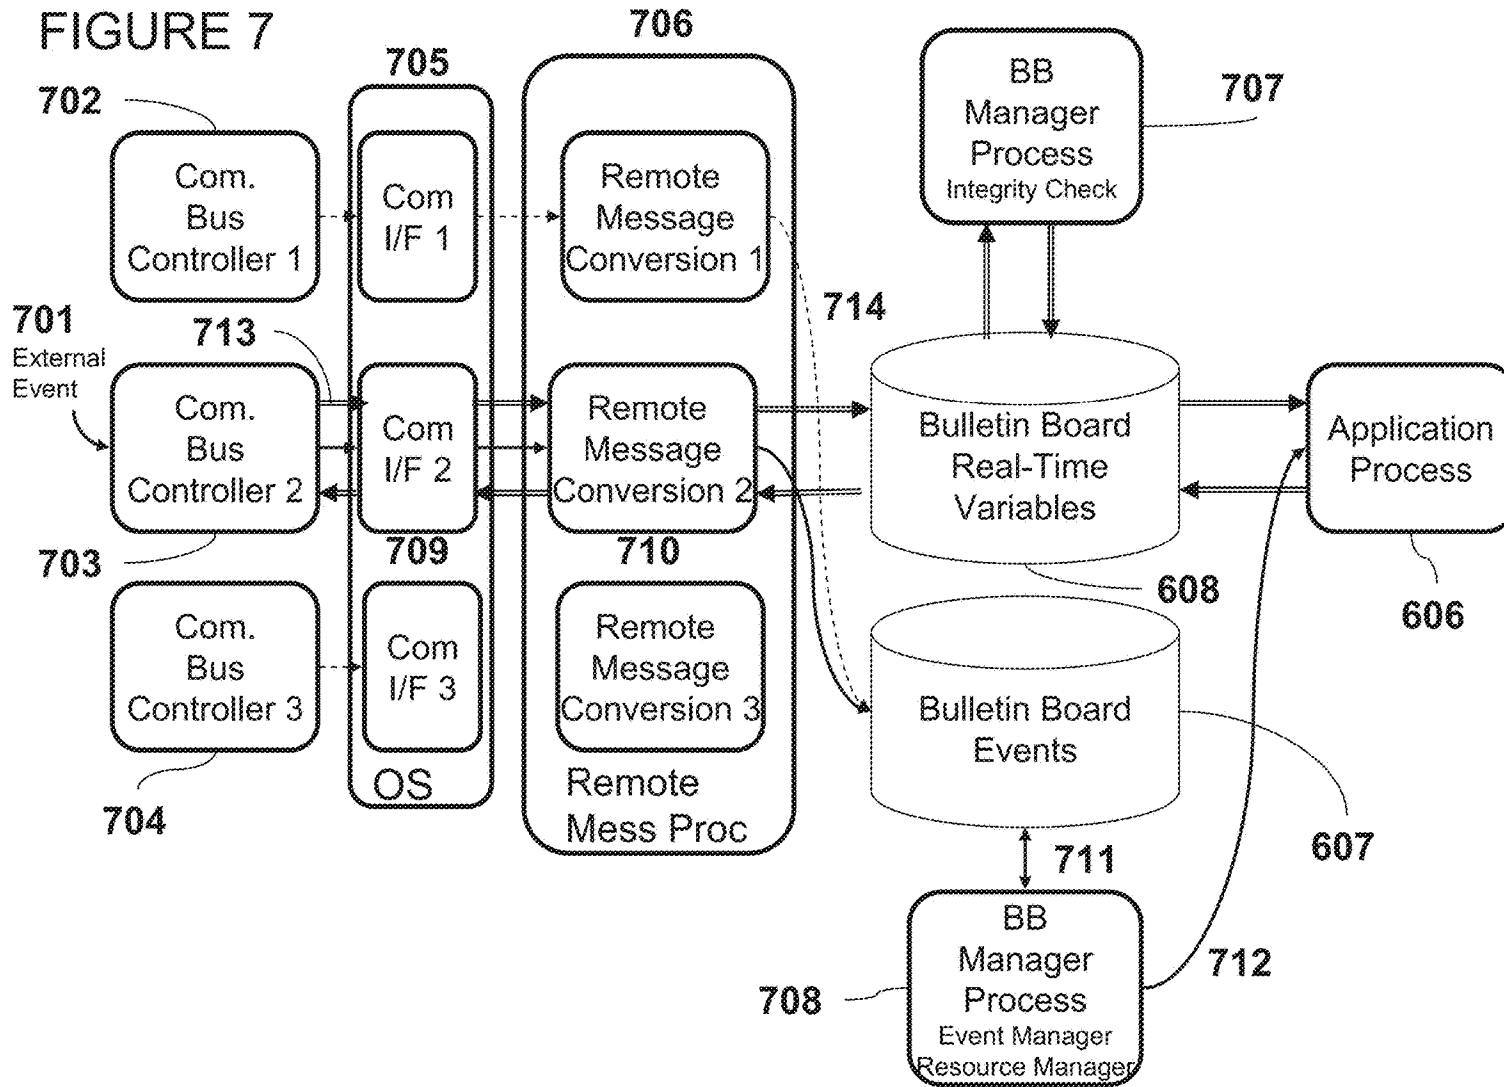 FIGURE 7
706
705
702
707
BB
Manager
Process
Integrity Check
Com.
Bus
Controller 1
Com
I/F 1
Remote
Message
Conversion 1
701
External
Event
713
714
Com.
Bus
Controller 2
Com
I/F 2
Remote
Message
Conversion 2
Bulletin Board
Real-Time
Variables
Application
Process
703
709
710
608
606
Com.
Bus
Controller 3
Com
I/F 3
Remote
Message
Conversion 3
Bulletin Board
Events
704
OS
Remote
Mess Proc
607
711
708
BB
Manager
Process
Event Manager
Resource Manager
712